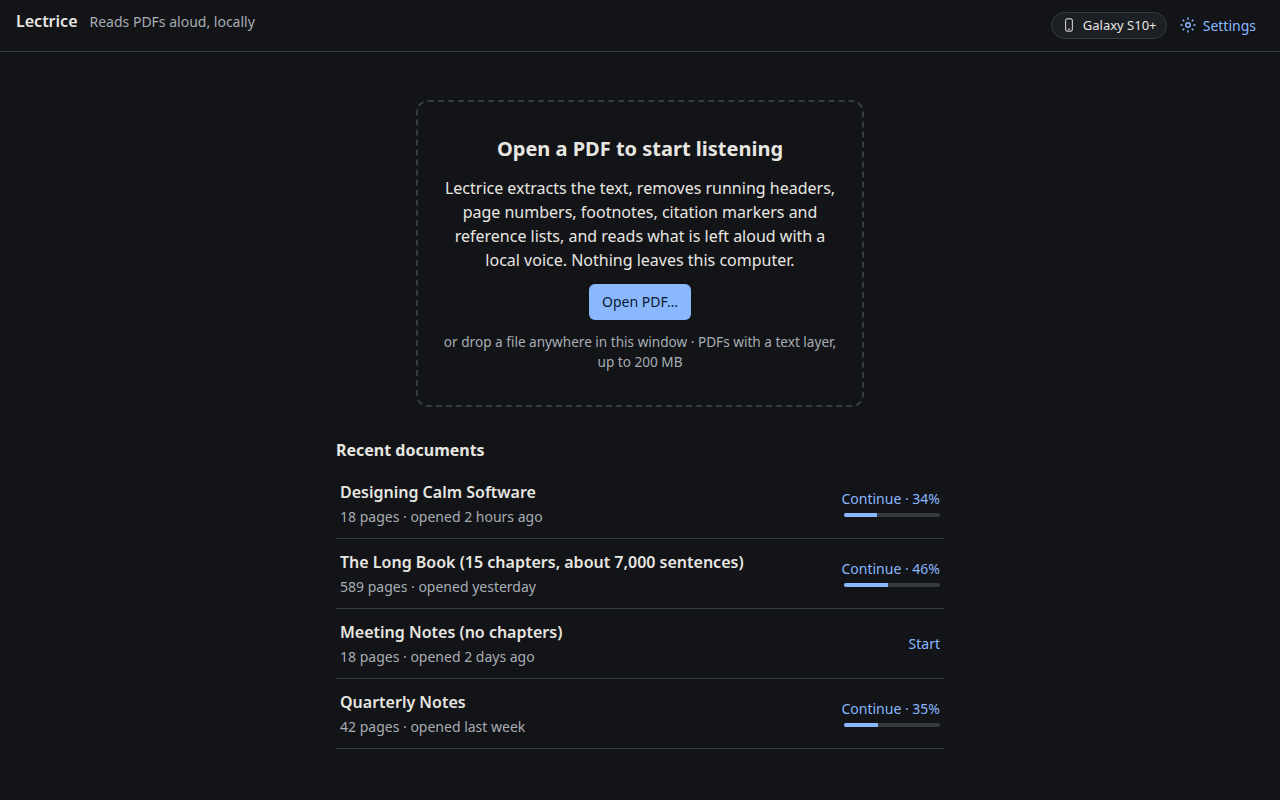 Lectrice Reads PDFs aloud, locally
Galaxy S10+
Settings
Open a PDF to start listening
Lectrice extracts the text, removes running headers,
page numbers, footnotes, citation markers and
reference lists, and reads what is left aloud with a
local voice. Nothing leaves this computer.
Open PDF…
or drop a file anywhere in this window · PDFs with a text layer,
up to 200 MB
Recent documents
Designing Calm Software
18 pages · opened 2 hours ago
Continue · 34%
The Long Book (15 chapters, about 7,000 sentences)
589 pages · opened yesterday
Continue · 46%
Meeting Notes (no chapters)
18 pages · opened 2 days ago
Start
Quarterly Notes
42 pages · opened last week
Continue · 35%